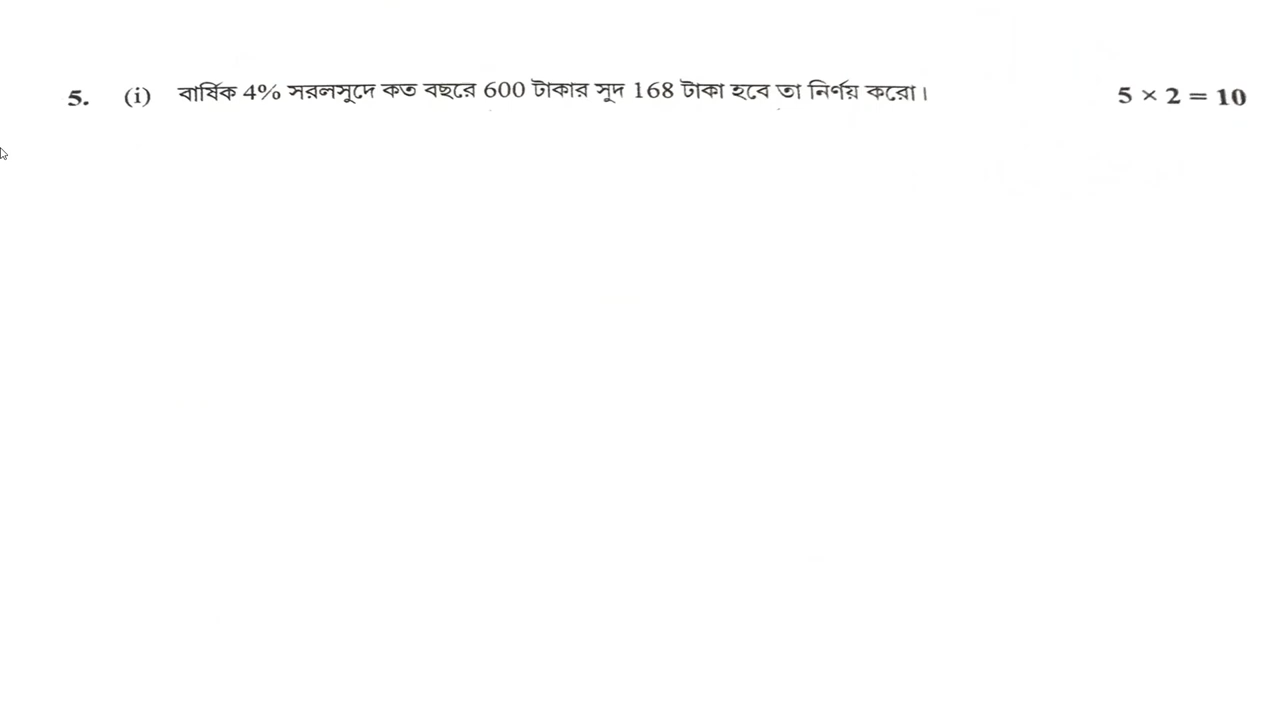 5. (i) বার্ষিক 4% সরলসুদে কত বছরে 600 টাকার সুদ 168 টাকা হবে তা নির্ণয় করো। 5 × 2 = 10